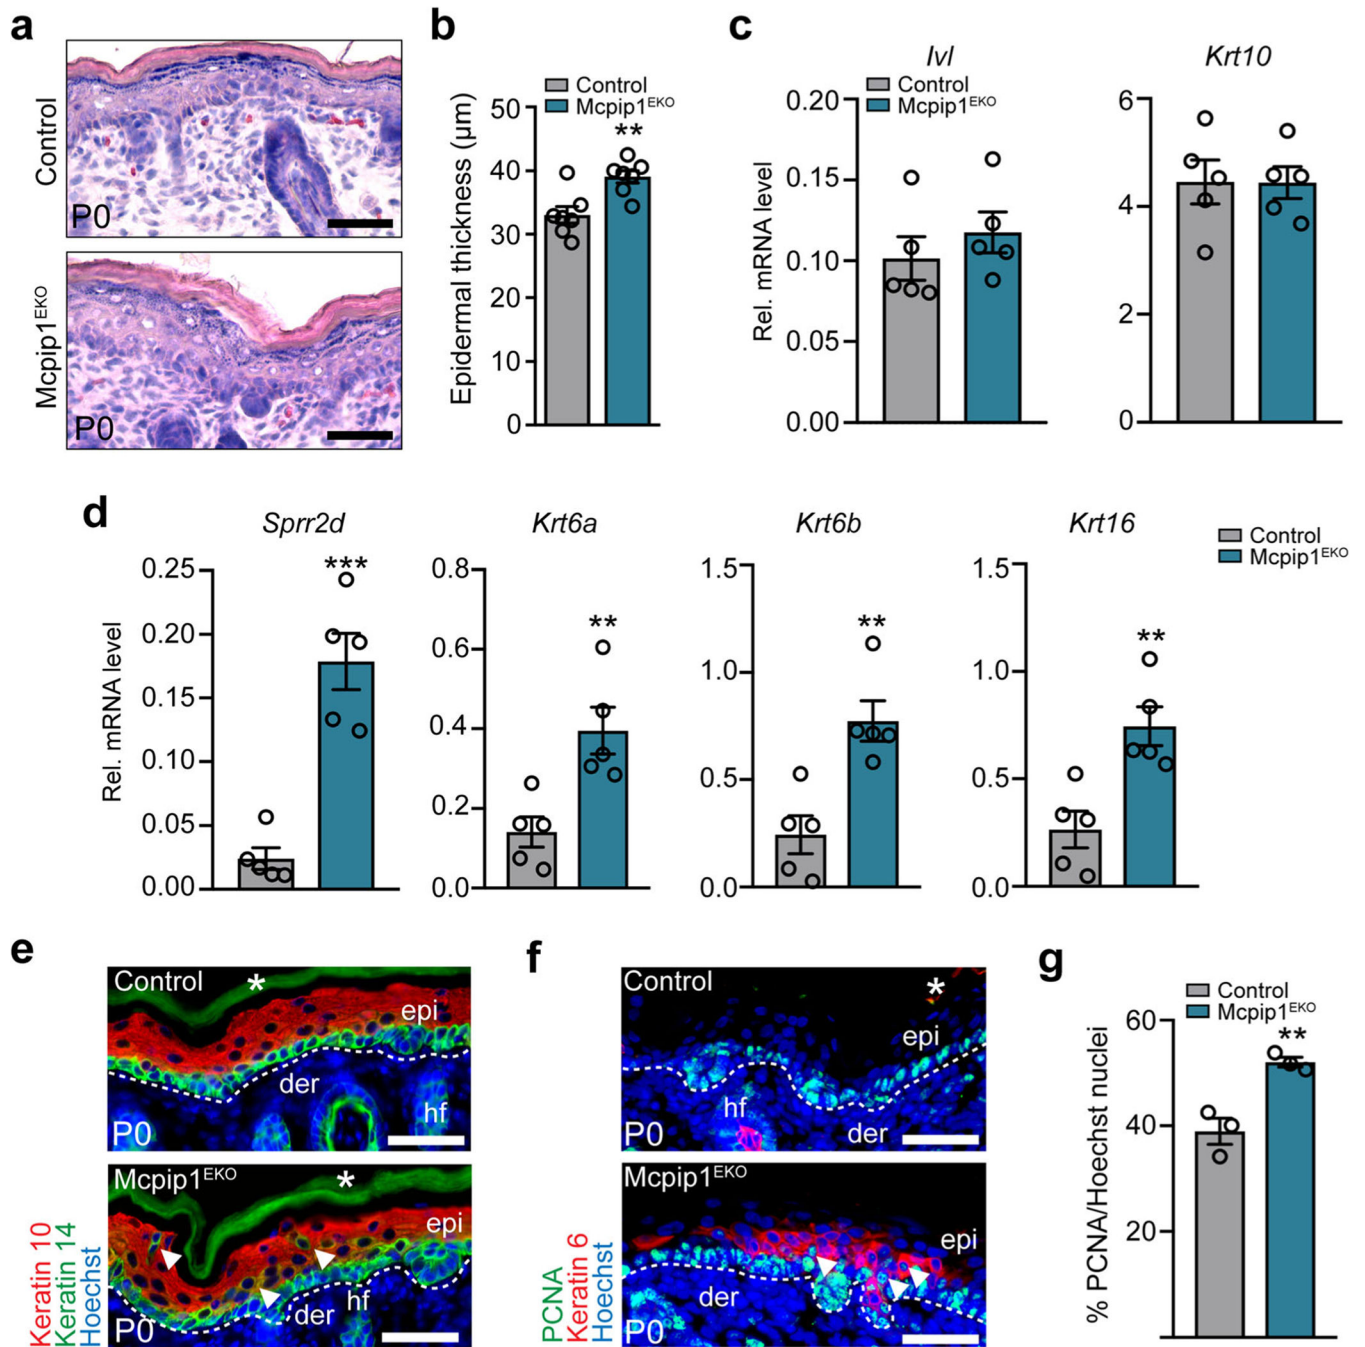 a
Control
P0
Mcpip1EKO
P0
b
Control
Mcpip1EKO
Epidermal thickness (µm)
50
40
30
20
10
0
**
c
Ivl
Control
Mcpip1EKO
Rel. mRNA level
0.20
0.15
0.10
0.05
0.00
Krt10
6
4
2
0
d
Sprr2d
Rel. mRNA level
0.25
0.20
0.15
0.10
0.05
0.00
***
Krt6a
0.8
0.6
0.4
0.2
0.0
**
Krt6b
1.5
1.0
0.5
0.0
**
Krt16
1.5
1.0
0.5
0.0
**
Control
Mcpip1EKO
e
Control
*
epi
der
hf
P0
Mcpip1EKO
*
epi
der
hf
P0
Keratin 10
Keratin 14
Hoechst
f
Control
*
epi
hf
der
P0
Mcpip1EKO
epi
der
P0
PCNA
Keratin 6
Hoechst
g
Control
Mcpip1EKO
% PCNA/Hoechst nuclei
60
40
20
**